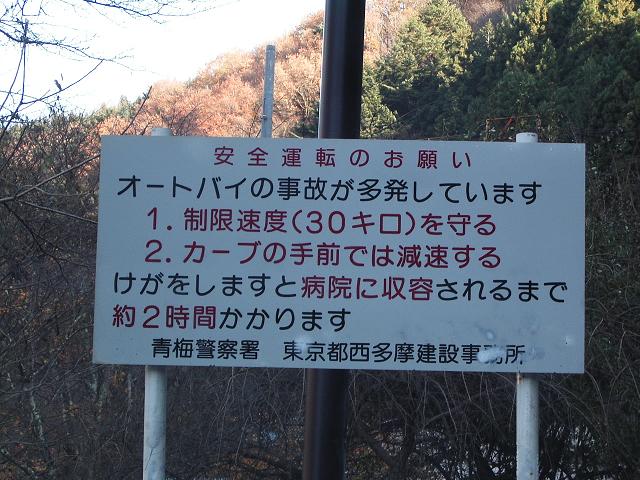 安全運転のお願い
オートバイの事故が多発しています
1. 制限速度(30キロ)を守る
2. カーブの手前では減速する
けがをしますと病院に収容されるまで
約2時間かかります
青梅警察署 東京都西多摩建設事務所